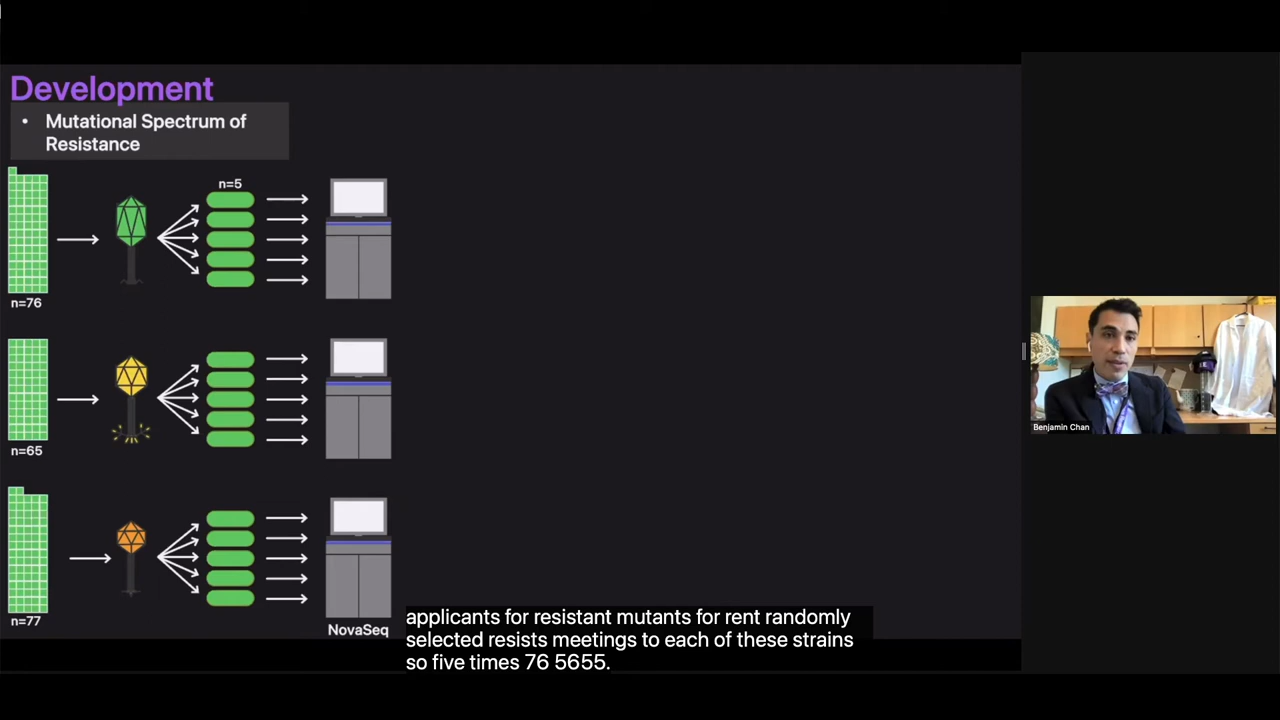 Development
• Mutational Spectrum of
Resistance
n=5
n=76
n=65
n=77
NovaSeq
applicants for resistant mutants for rent randomly
selected resists meetings to each of these strains
so five times 76 5655.
Benjamin Chan